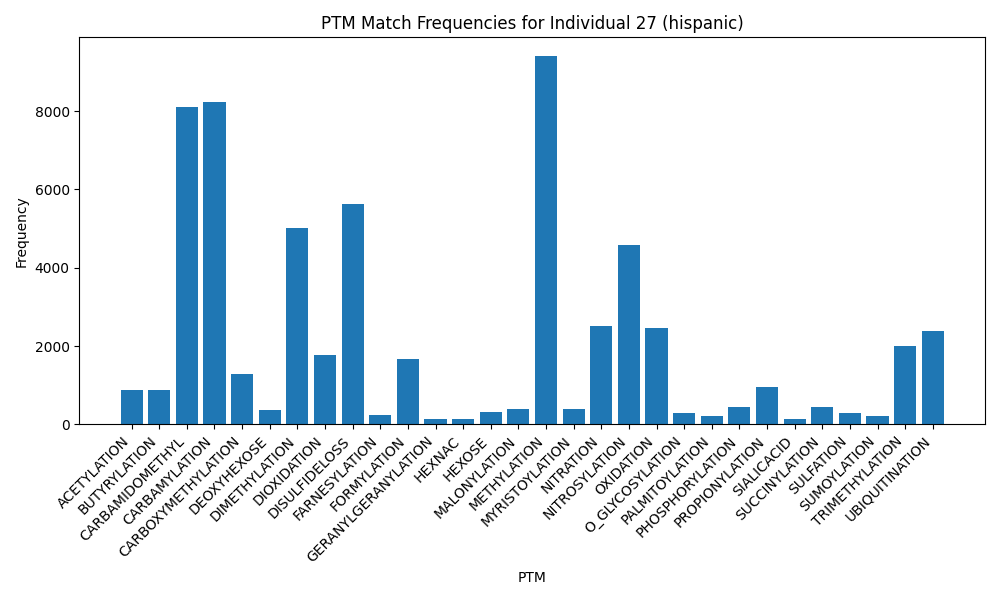 PTM Match Frequencies for Individual 27 (hispanic)
Frequency
8000
6000
4000
2000
0
ACETYLATION
BUTYRYLATION
CARBAMIDOMETHYL
CARBAMYLATION
CARBOXYMETHYLATION
DEOXYHEXOSE
DIMETHYLATION
DIOXIDATION
DISULFIDELOSS
FARNESYLATION
FORMYLATION
GERANYLGERANYLATION
HEXNAC
HEXOSE
MALONYLATION
METHYLATION
MYRISTOYLATION
NITRATION
NITROSYLATION
OXIDATION
O_GLYCOSYLATION
PALMITOYLATION
PHOSPHORYLATION
PROPIONYLATION
SIALICACID
SUCCINYLATION
SULFATION
SUMOYLATION
TRIMETHYLATION
UBIQUITINATION
PTM